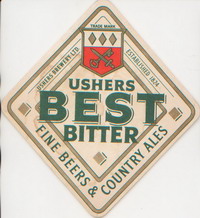 TRADE MARK
USHERS BREWERY LTD
ESTABLISHED 1824
USHERS
BEST
BITTER
FINE BEERS & COUNTRY ALES